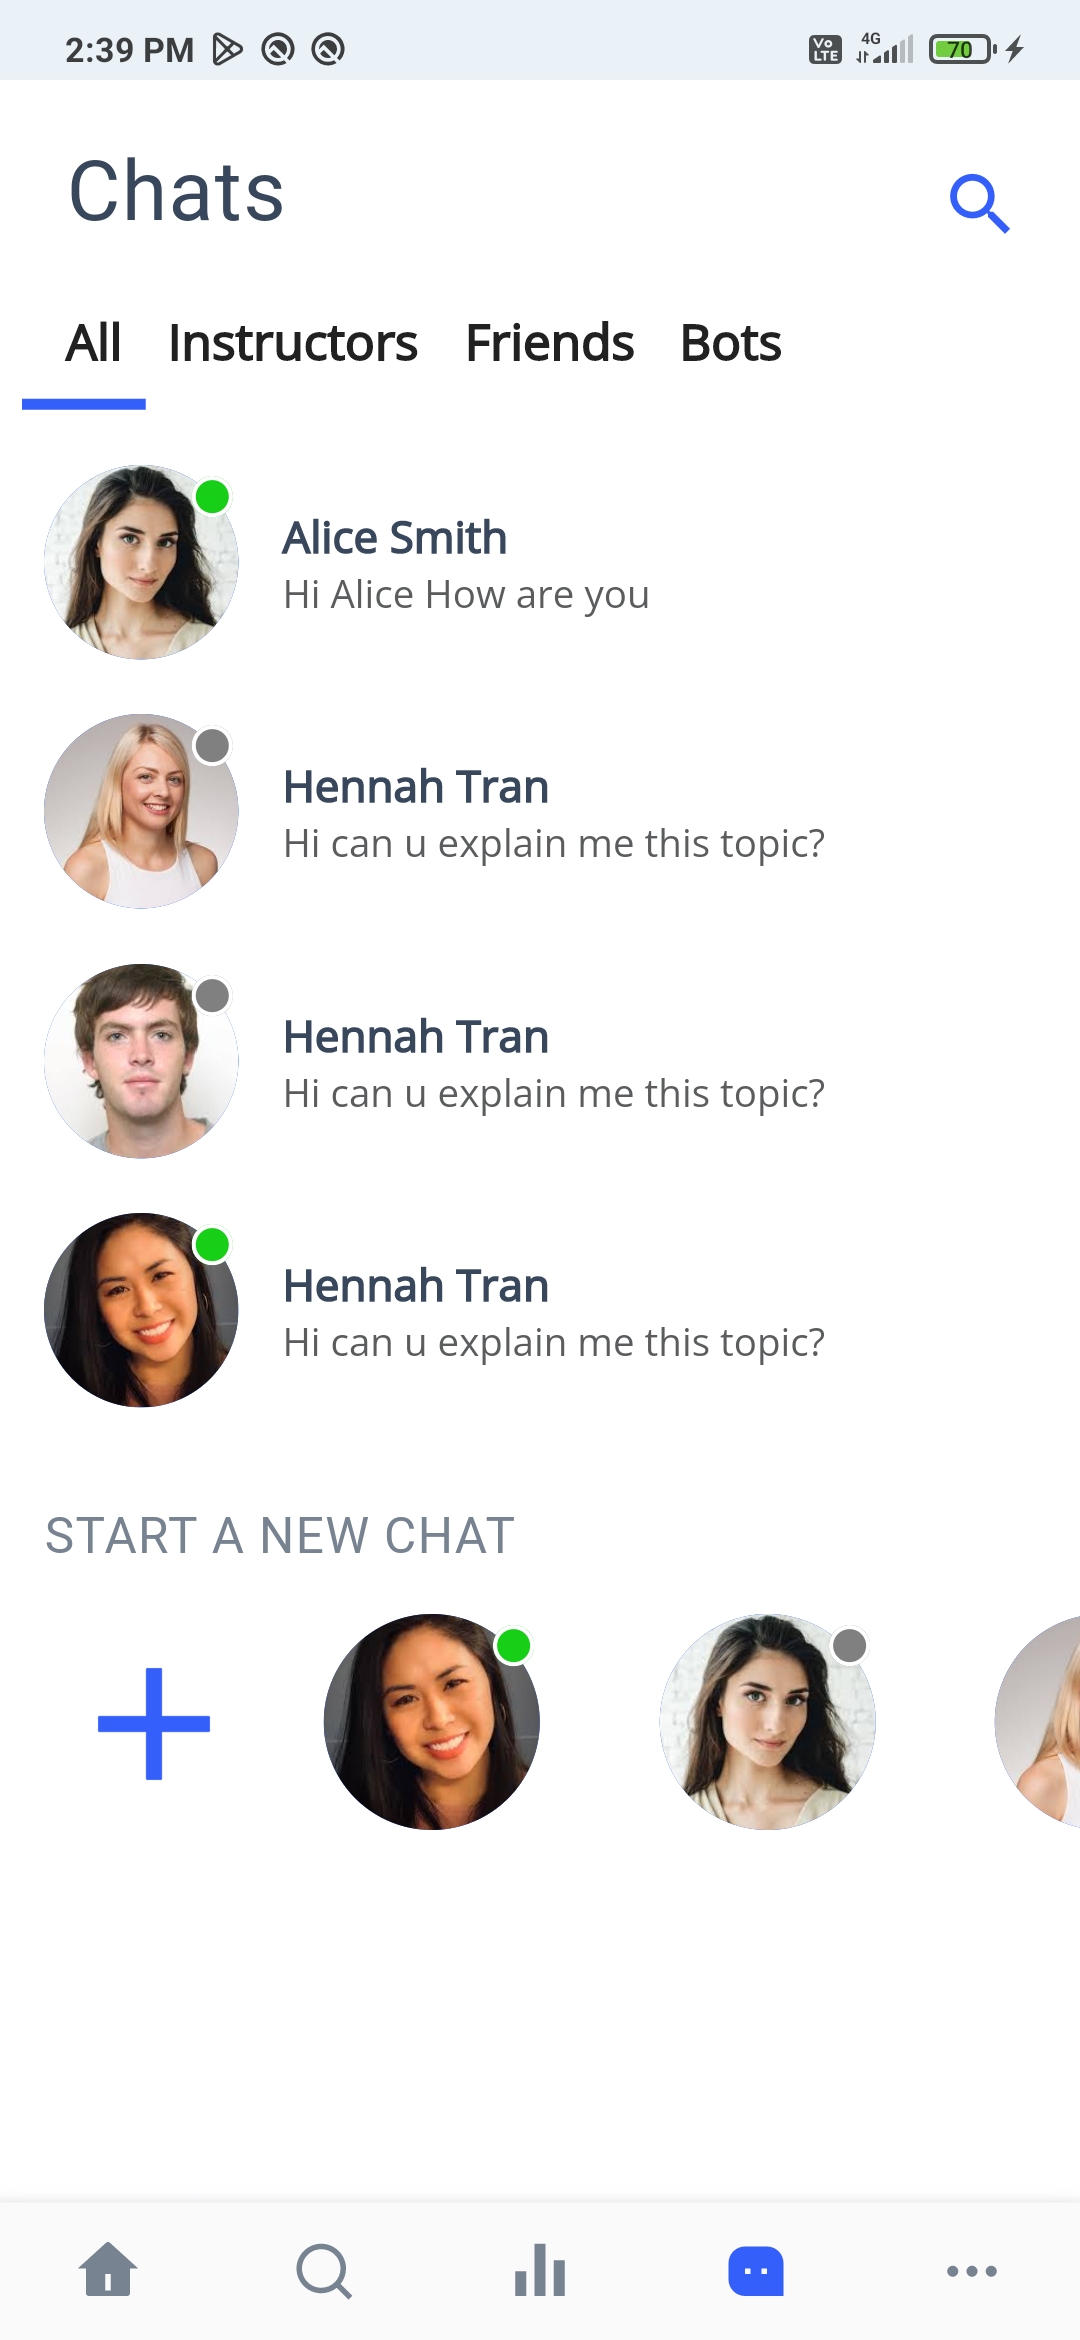 2:39 PM
Vo LTE 4G 70
Chats
All Instructors Friends Bots
Alice Smith
Hi Alice How are you
Hennah Tran
Hi can u explain me this topic?
Hennah Tran
Hi can u explain me this topic?
Hennah Tran
Hi can u explain me this topic?
START A NEW CHAT